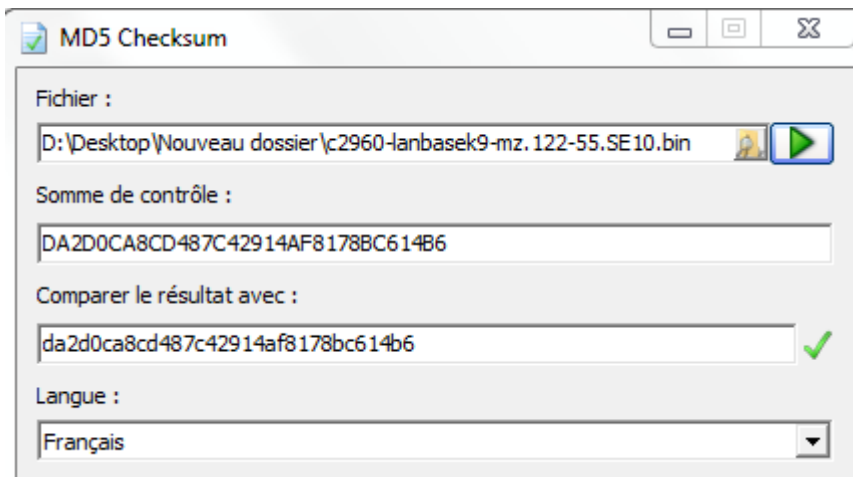 MD5 Checksum
Fichier :
D:\Desktop\Nouveau dossier\c2960-lanbasek9-mz.122-55.SE10.bin
Somme de contrôle :
DA2D0CA8CD487C42914AF8178BC614B6
Comparer le résultat avec :
da2d0ca8cd487c42914af8178bc614b6
Langue :
Français